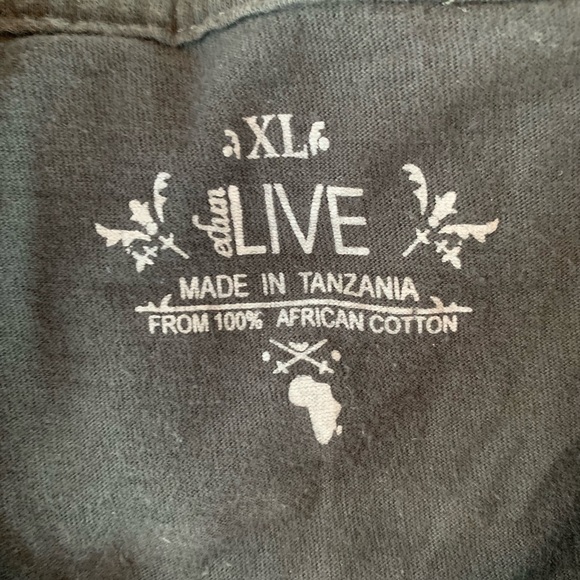 XL
edun LIVE
MADE IN TANZANIA
FROM 100% AFRICAN COTTON